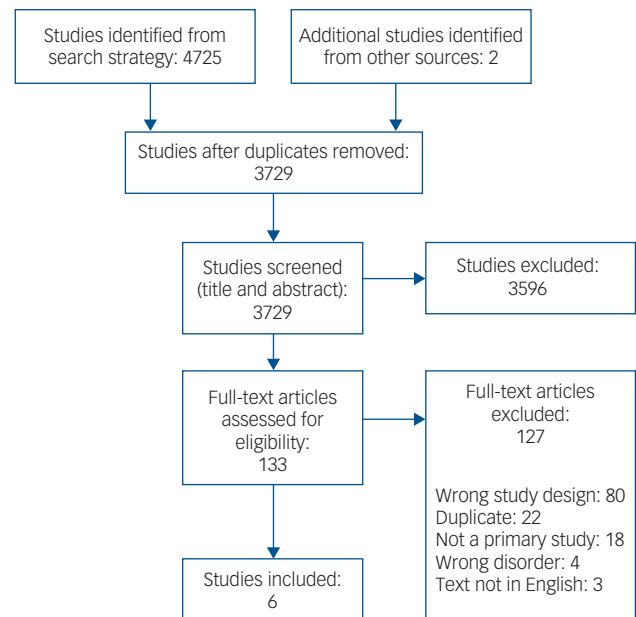 Studies identified from
search strategy: 4725
Additional studies identified
from other sources: 2
Studies after duplicates removed:
3729
Studies screened
(title and abstract):
3729
Studies excluded:
3596
Full-text articles
assessed for
eligibility:
133
Full-text articles
excluded:
127
Wrong study design: 80
Duplicate: 22
Not a primary study: 18
Wrong disorder: 4
Text not in English: 3
Studies included:
6